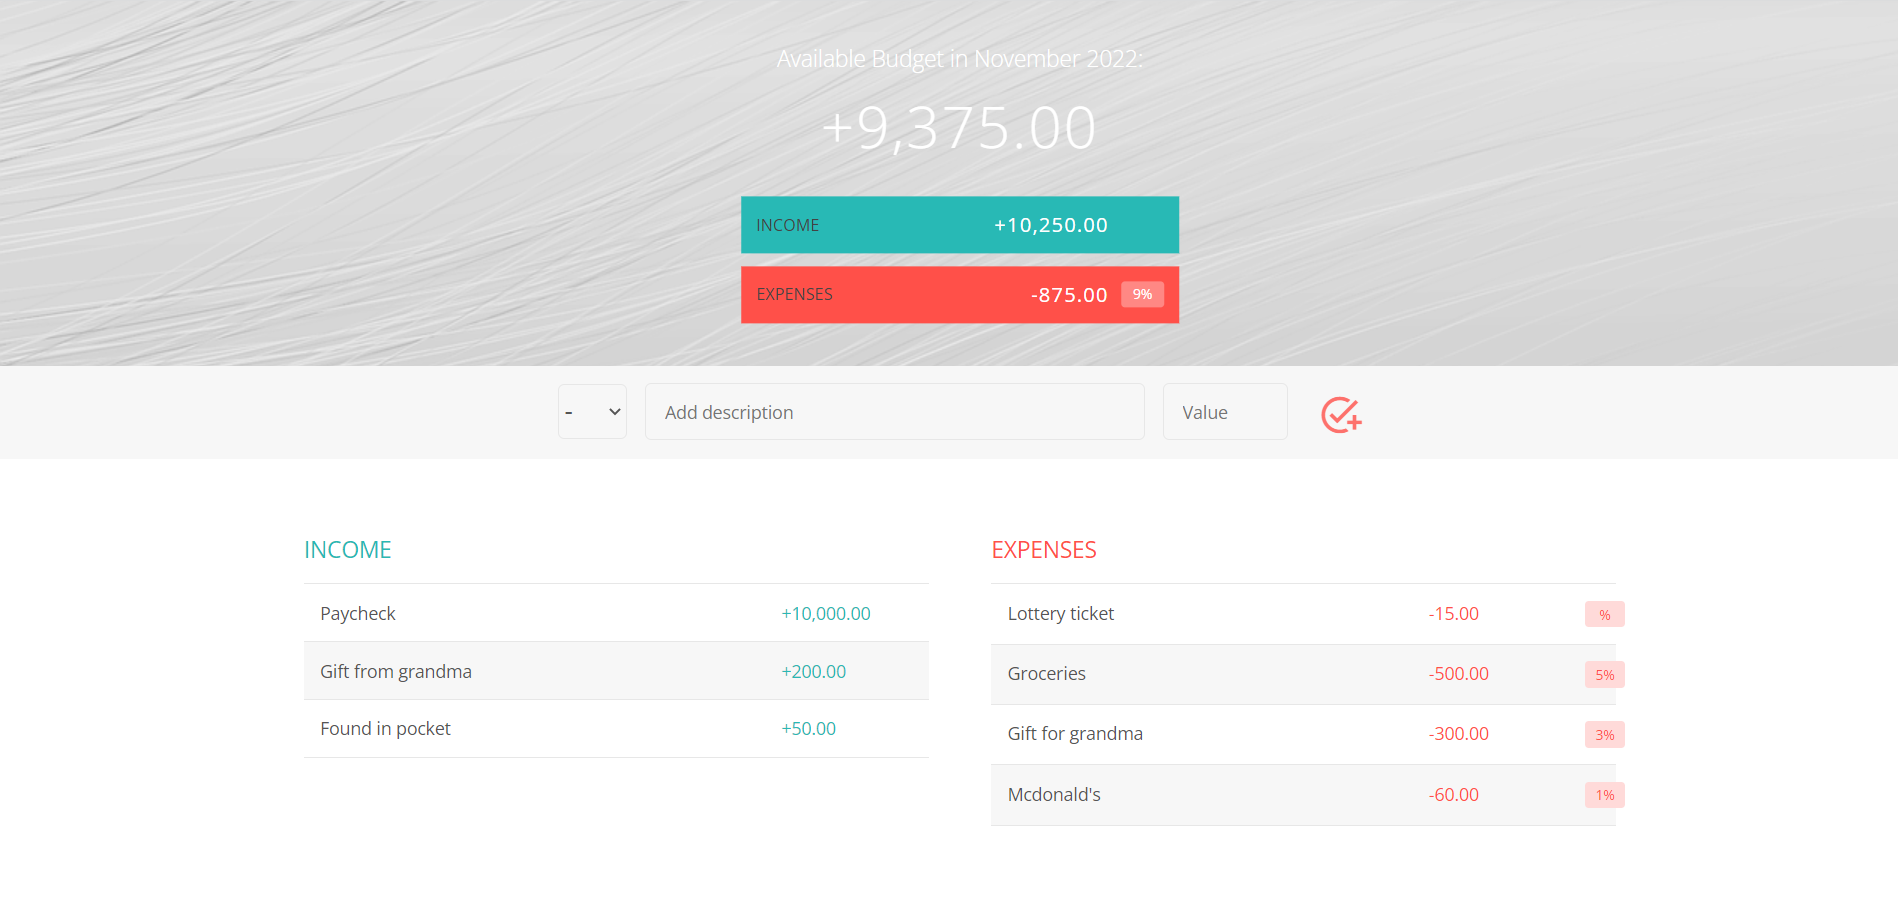 Available Budget in November 2022:
+9,375.00
INCOME +10,250.00
EXPENSES -875.00 9%
- Add description Value
INCOME
Paycheck +10,000.00
Gift from grandma +200.00
Found in pocket +50.00
EXPENSES
Lottery ticket -15.00 %
Groceries -500.00 5%
Gift for grandma -300.00 3%
Mcdonald's -60.00 1%